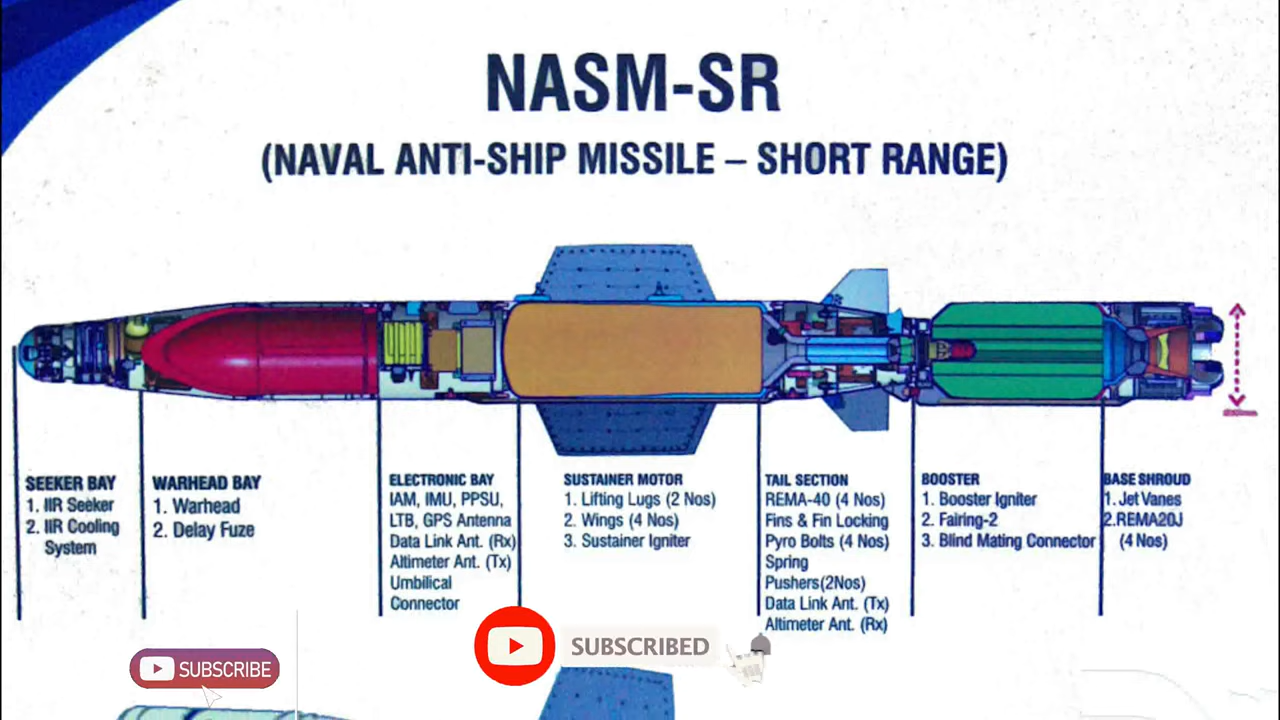 NASM-SR
(NAVAL ANTI-SHIP MISSILE – SHORT RANGE)
SEEKER BAY
1. IIR Seeker
2. IIR Cooling
System
WARHEAD BAY
1. Warhead
2. Delay Fuze
ELECTRONIC BAY
IAM, IMU, PPSU,
LTB, GPS Antenna
Data Link Ant. (Rx)
Altimeter Ant. (Tx)
Umbilical
Connector
SUSTAINER MOTOR
1. Lifting Lugs (2 Nos)
2. Wings (4 Nos)
3. Sustainer Igniter
TAIL SECTION
REMA-40 (4 Nos)
Fins & Fin Locking
Pyro Bolts (4 Nos)
Spring
Pushers(2Nos)
Data Link Ant. (Tx)
Altimeter Ant. (Rx)
BOOSTER
1. Booster Igniter
2. Fairing-2
3. Blind Mating Connector
BASE SHROUD
1. Jet Vanes
2.REMA20J
(4 Nos)
SUBSCRIBED
SUBSCRIBE